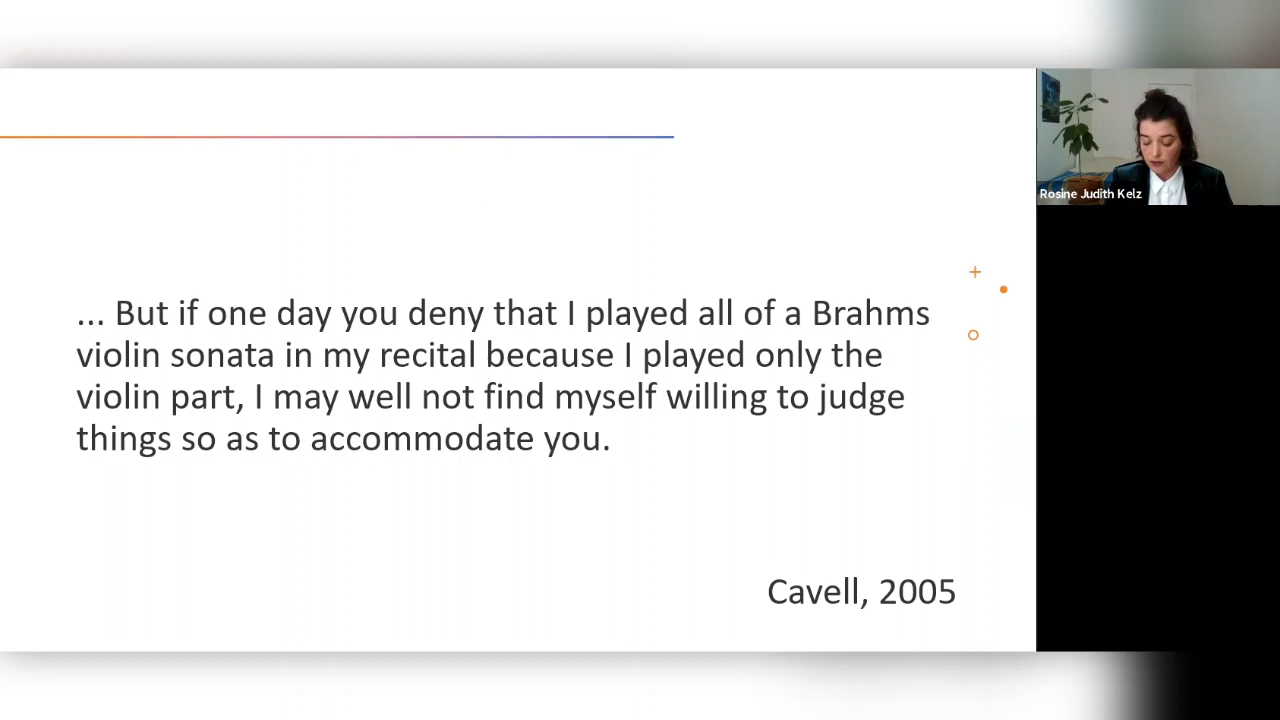 ... But if one day you deny that I played all of a Brahms
violin sonata in my recital because I played only the
violin part, I may well not find myself willing to judge
things so as to accommodate you.
Cavell, 2005
Rosine Judith Kelz